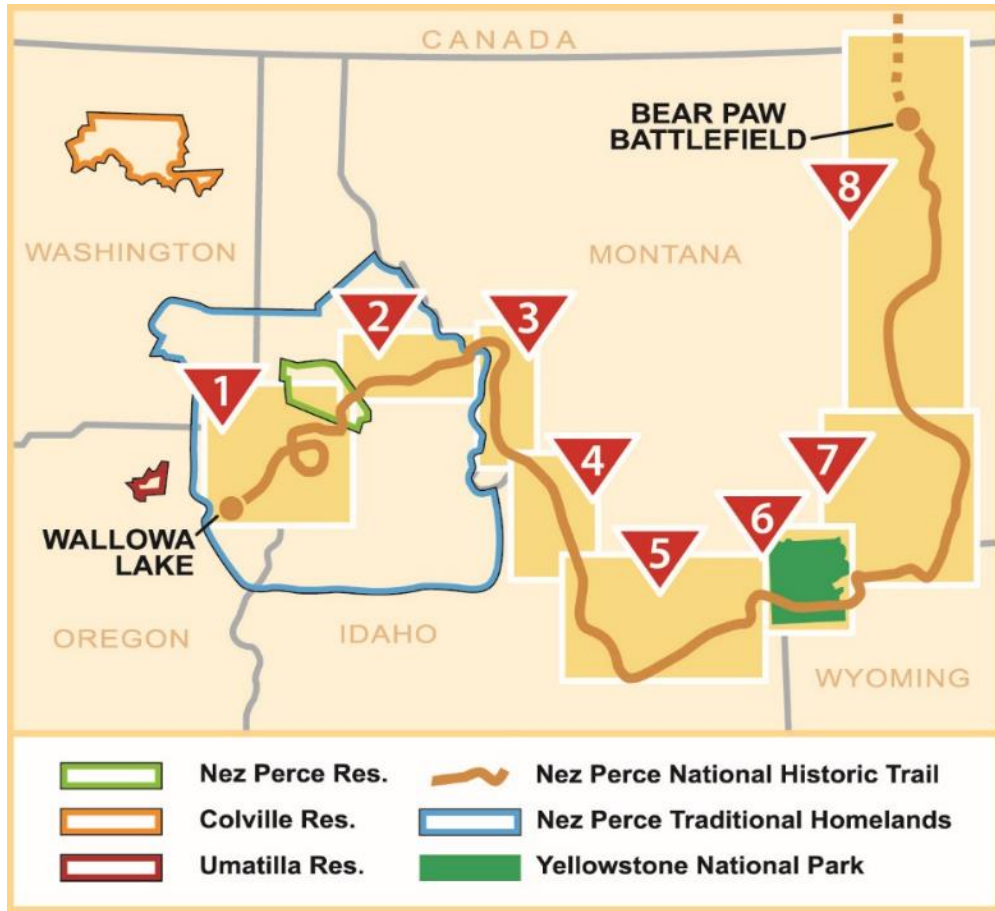 CANADA
BEAR PAW
BATTLEFIELD
8
WASHINGTON
MONTANA
2
3
1
4
7
6
5
WALLOWA
LAKE
OREGON
IDAHO
WYOMING
Nez Perce Res.
Nez Perce National Historic Trail
Colville Res.
Nez Perce Traditional Homelands
Umatilla Res.
Yellowstone National Park